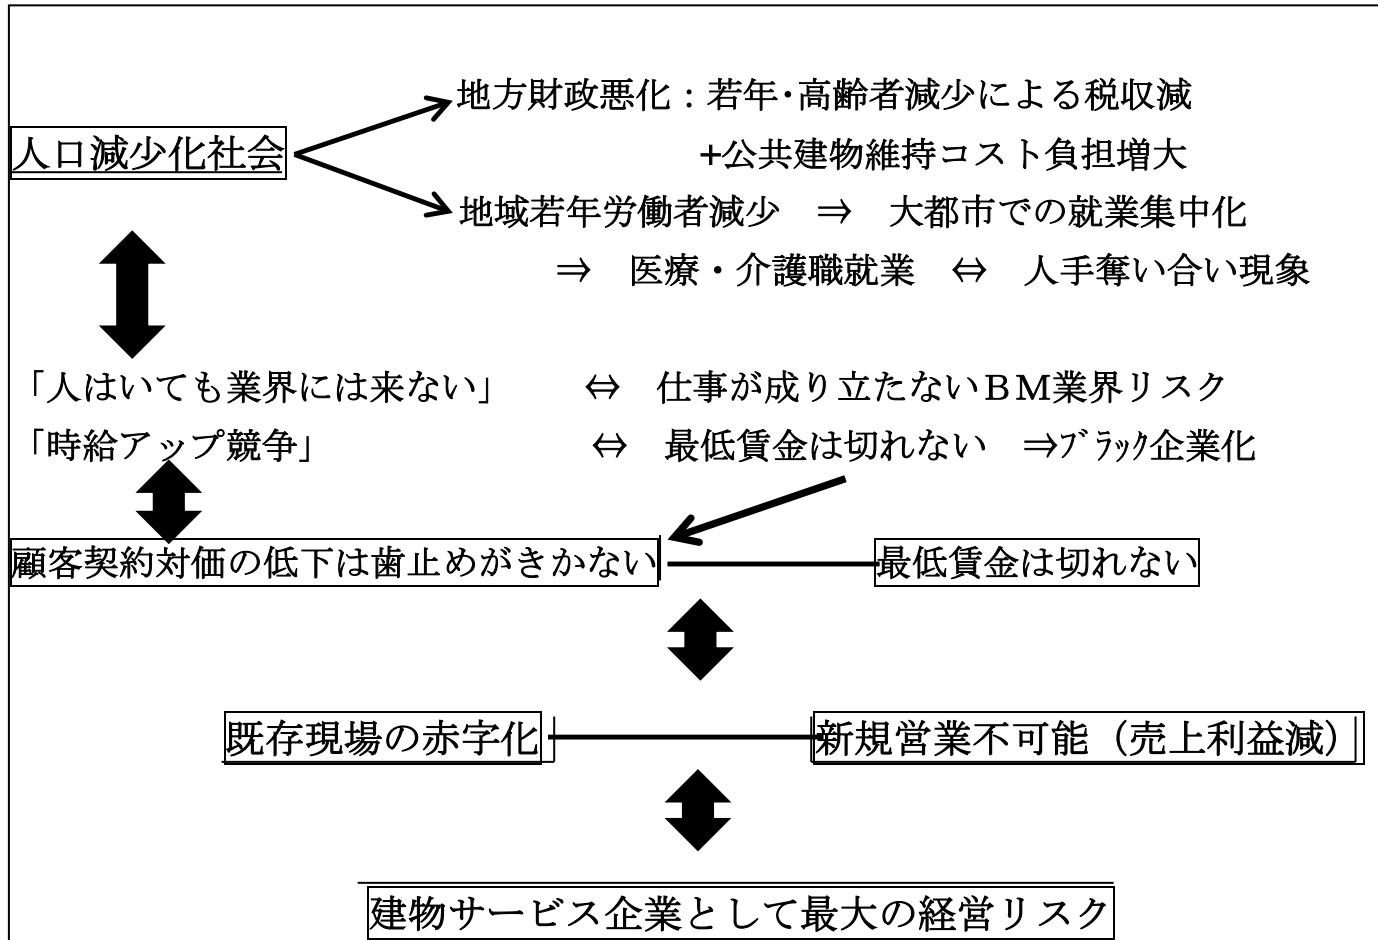 地方財政悪化：若年･高齢者減少による税収減
人口減少化社会
+公共建物維持コスト負担増大
地域若年労働者減少　⇒　大都市での就業集中化
⇒　医療・介護職就業　⇔　人手奪い合い現象
「人はいても業界には来ない」　⇔　仕事が成り立たないＢＭ業界リスク
「時給アップ競争」　⇔　最低賃金は切れない　⇒ﾌﾞﾗｯｸ企業化
顧客契約対価の低下は歯止めがきかない　最低賃金は切れない
既存現場の赤字化　新規営業不可能（売上利益減）
建物サービス企業として最大の経営リスク